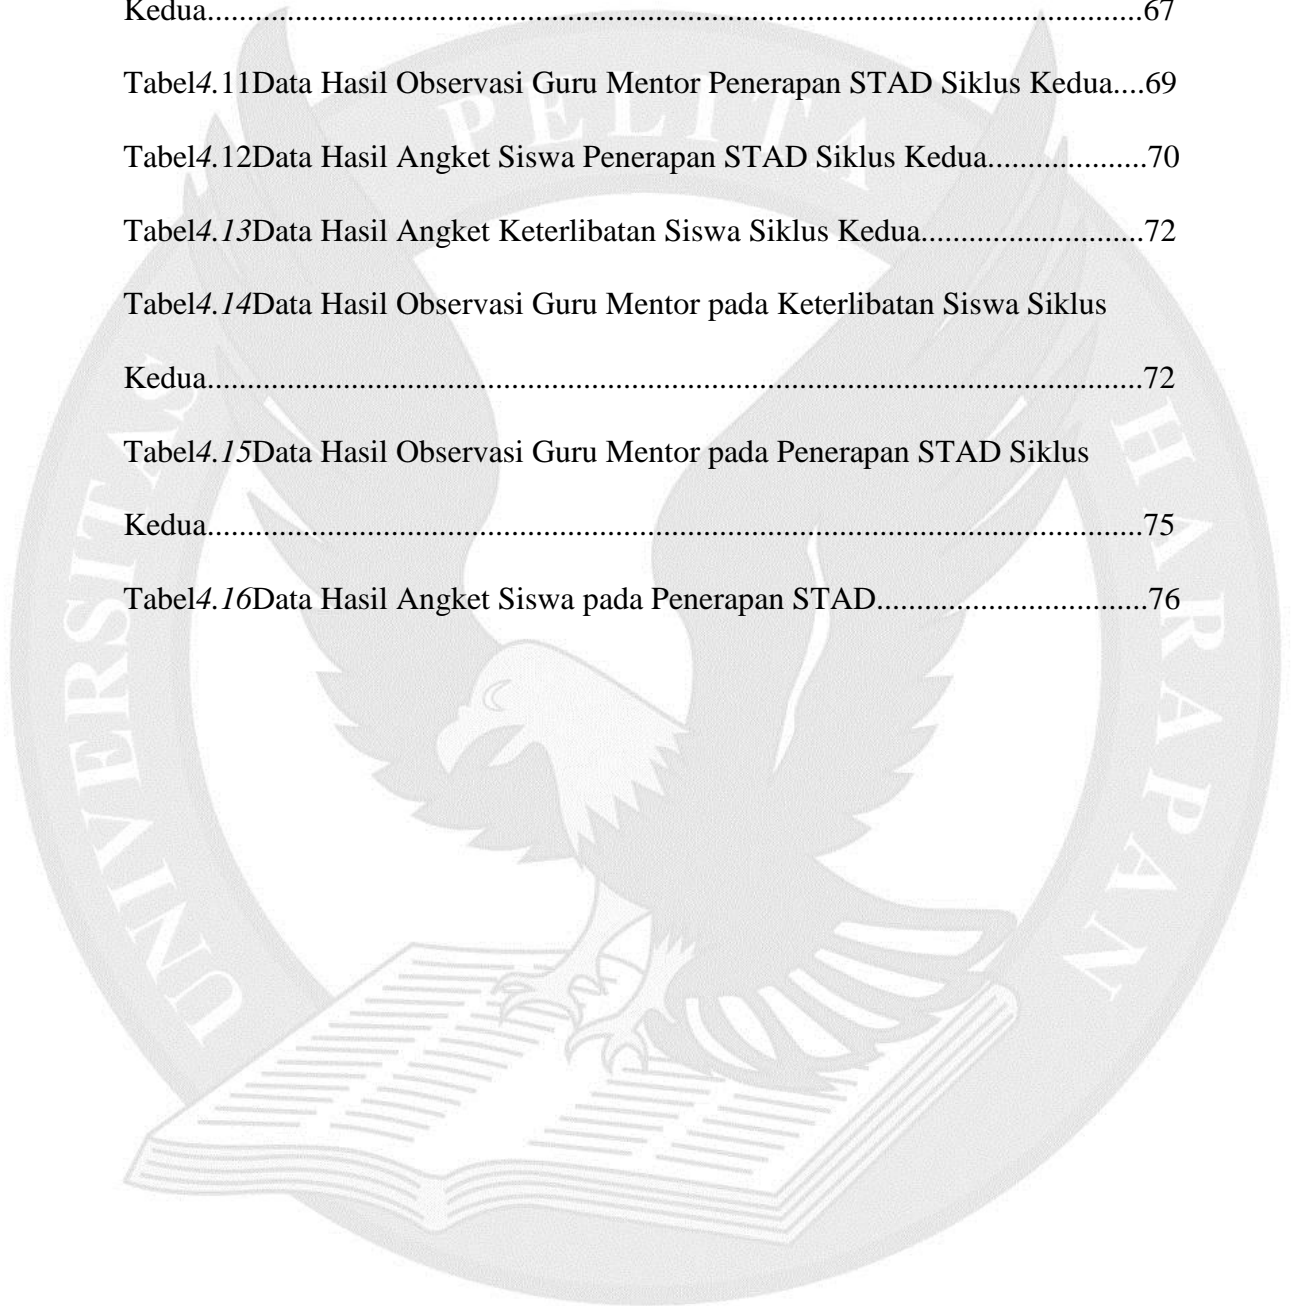 Kedua.......................................................................................................................67
Tabel4.11Data Hasil Observasi Guru Mentor Penerapan STAD Siklus Kedua....69
Tabel4.12Data Hasil Angket Siswa Penerapan STAD Siklus Kedua....................70
Tabel4.13Data Hasil Angket Keterlibatan Siswa Siklus Kedua............................72
Tabel4.14Data Hasil Observasi Guru Mentor pada Keterlibatan Siswa Siklus
Kedua.......................................................................................................................72
Tabel4.15Data Hasil Observasi Guru Mentor pada Penerapan STAD Siklus
Kedua.......................................................................................................................75
Tabel4.16Data Hasil Angket Siswa pada Penerapan STAD..................................76
UNIVERSITAS PELITA HARAPAN